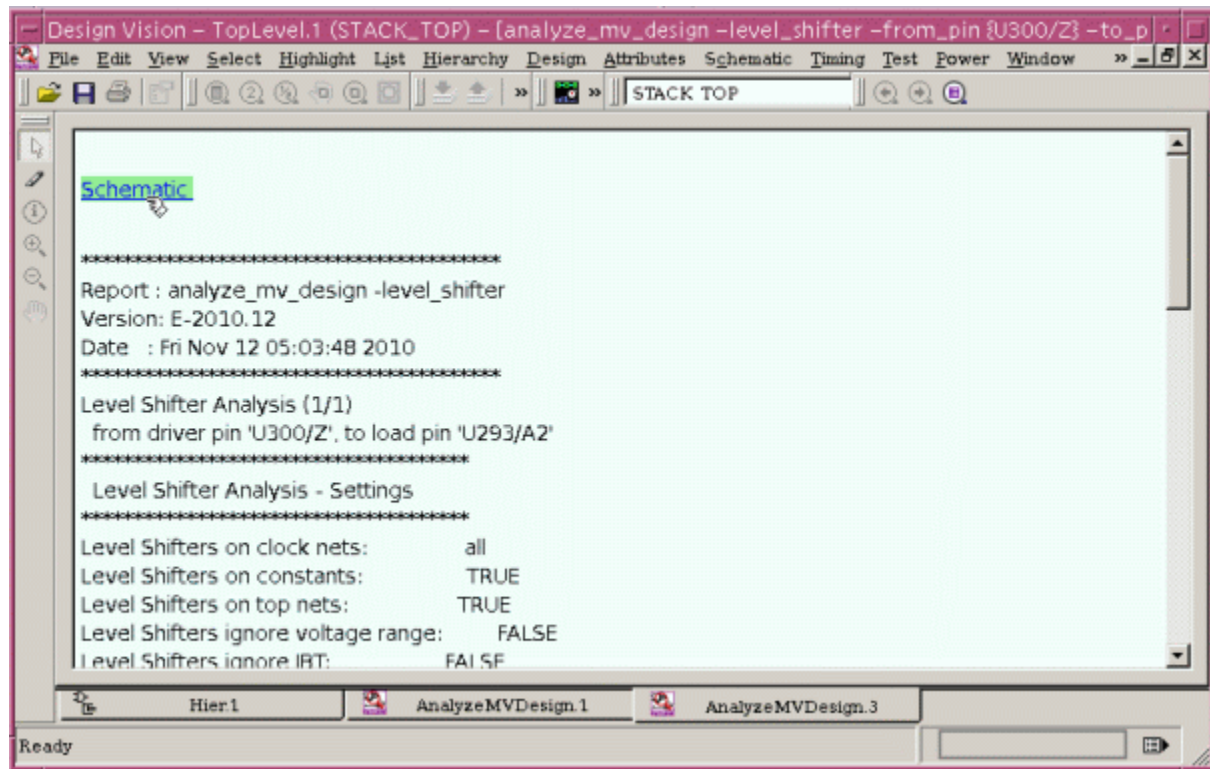 Design Vision – TopLevel.1 (STACK_TOP) – [analyze_mv_design –level_shifter –from_pin {U300/Z} –to_p
File Edit View Select Highlight List Hierarchy Design Attributes Schematic Timing Test Power Window »
» » STACK TOP
Schematic
****************************************
Report : analyze_mv_design -level_shifter
Version: E-2010.12
Date : Fri Nov 12 05:03:48 2010
****************************************
Level Shifter Analysis (1/1)
from driver pin 'U300/Z', to load pin 'U293/A2'
*************************************
Level Shifter Analysis - Settings
*************************************
Level Shifters on clock nets: all
Level Shifters on constants: TRUE
Level Shifters on top nets: TRUE
Level Shifters ignore voltage range: FALSE
Level Shifters ignore IBT: FALSE
Hier.1 AnalyzeMVDesign.1 AnalyzeMVDesign.3
Ready